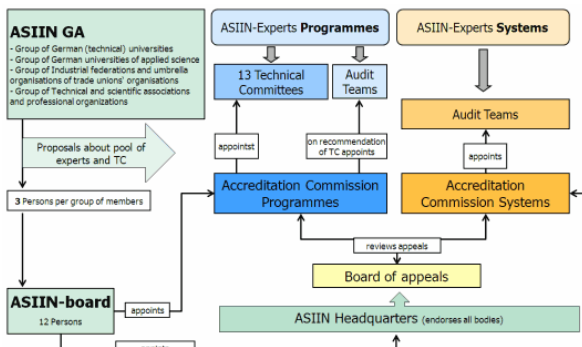 ASIIN GA
- Group of German (technical) universities
- Group of German universities of applied science
- Group of Industrial federations and umbrella
organisations of trade unions' organisations
- Group of Technical and scientific associations
and professional organizations
ASIIN-Experts Programmes
ASIIN-Experts Systems
13 Technical
Committees
Audit
Teams
Audit Teams
Proposals about pool of
experts and TC
appointst
on recommendation
of TC appoints
appoints
3 Persons per group of members
Accreditation Commission
Programmes
Accreditation
Commission Systems
reviews appeals
Board of appeals
ASIIN-board
12 Persons
appoints
ASIIN Headquarters (endorses all bodies)